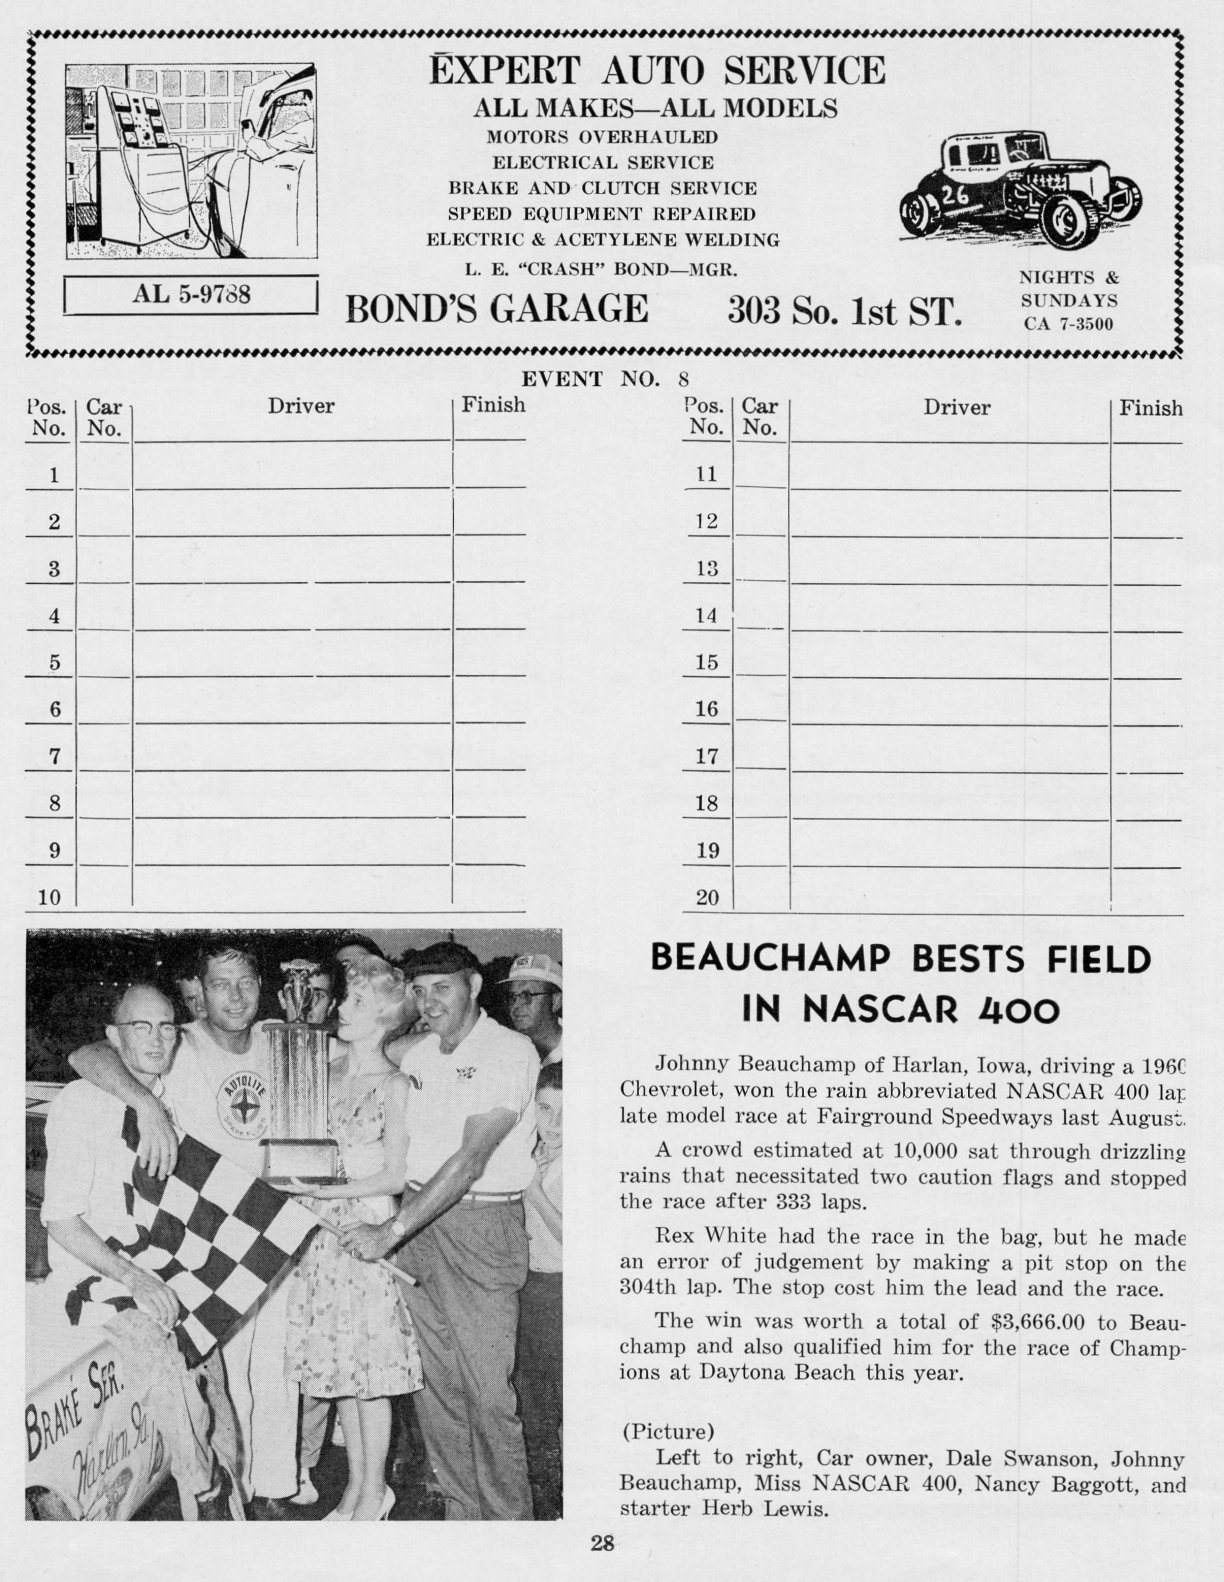 EXPERT AUTO SERVICE
ALL MAKES—ALL MODELS
MOTORS OVERHAULED
ELECTRICAL SERVICE
BRAKE AND CLUTCH SERVICE
SPEED EQUIPMENT REPAIRED
ELECTRIC & ACETYLENE WELDING
L. E. “CRASH” BOND—MGR.
26
AL 5-9788
BOND’S GARAGE 303 So. 1st ST.
NIGHTS &
SUNDAYS
CA 7-3500
EVENT NO. 8
Pos. No. Car No. Driver Finish
1
2
3
4
5
6
7
8
9
10
Pos. No. Car No. Driver Finish
11
12
13
14
15
16
17
18
19
20
AUTOLITE
BRAKE SER.
Harlan, Ia.
BEAUCHAMP BESTS FIELD
IN NASCAR 400
Johnny Beauchamp of Harlan, Iowa, driving a 1960
Chevrolet, won the rain abbreviated NASCAR 400 lap
late model race at Fairground Speedways last August.
A crowd estimated at 10,000 sat through drizzling
rains that necessitated two caution flags and stopped
the race after 333 laps.
Rex White had the race in the bag, but he made
an error of judgement by making a pit stop on the
304th lap. The stop cost him the lead and the race.
The win was worth a total of $3,666.00 to Beau-
champ and also qualified him for the race of Champ-
ions at Daytona Beach this year.
(Picture)
Left to right, Car owner, Dale Swanson, Johnny
Beauchamp, Miss NASCAR 400, Nancy Baggott, and
starter Herb Lewis.
28